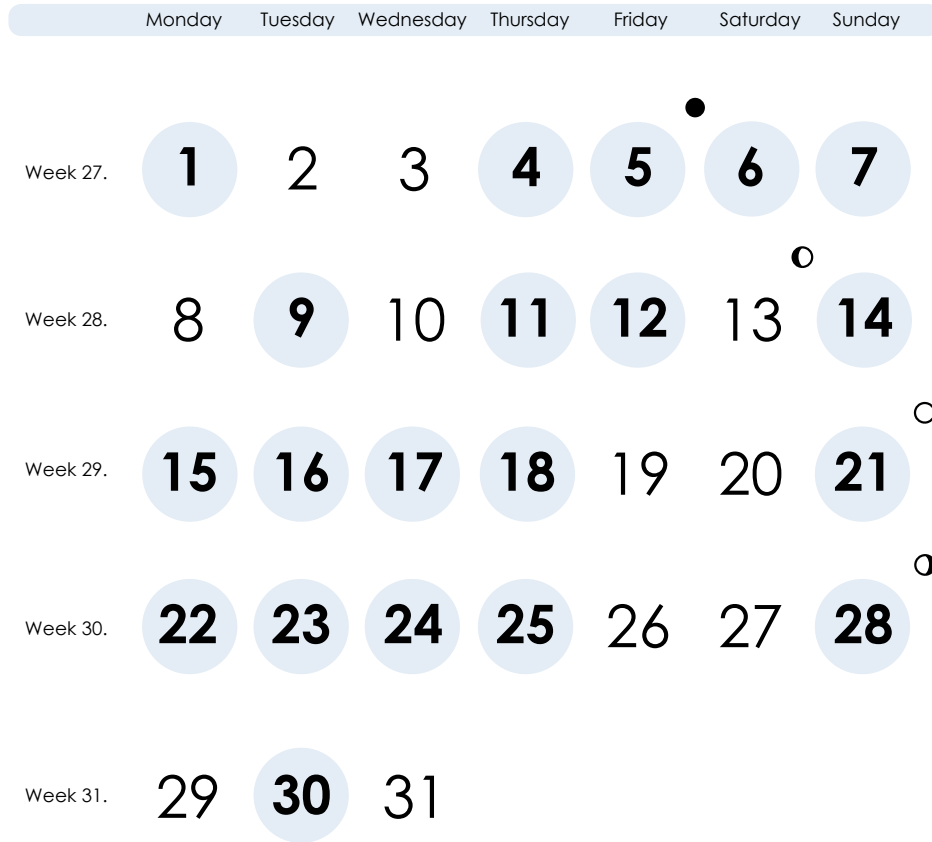 Monday Tuesday Wednesday Thursday Friday Saturday Sunday
Week 27. 1 2 3 4 5 6 7
Week 28. 8 9 10 11 12 13 14
Week 29. 15 16 17 18 19 20 21
Week 30. 22 23 24 25 26 27 28
Week 31. 29 30 31